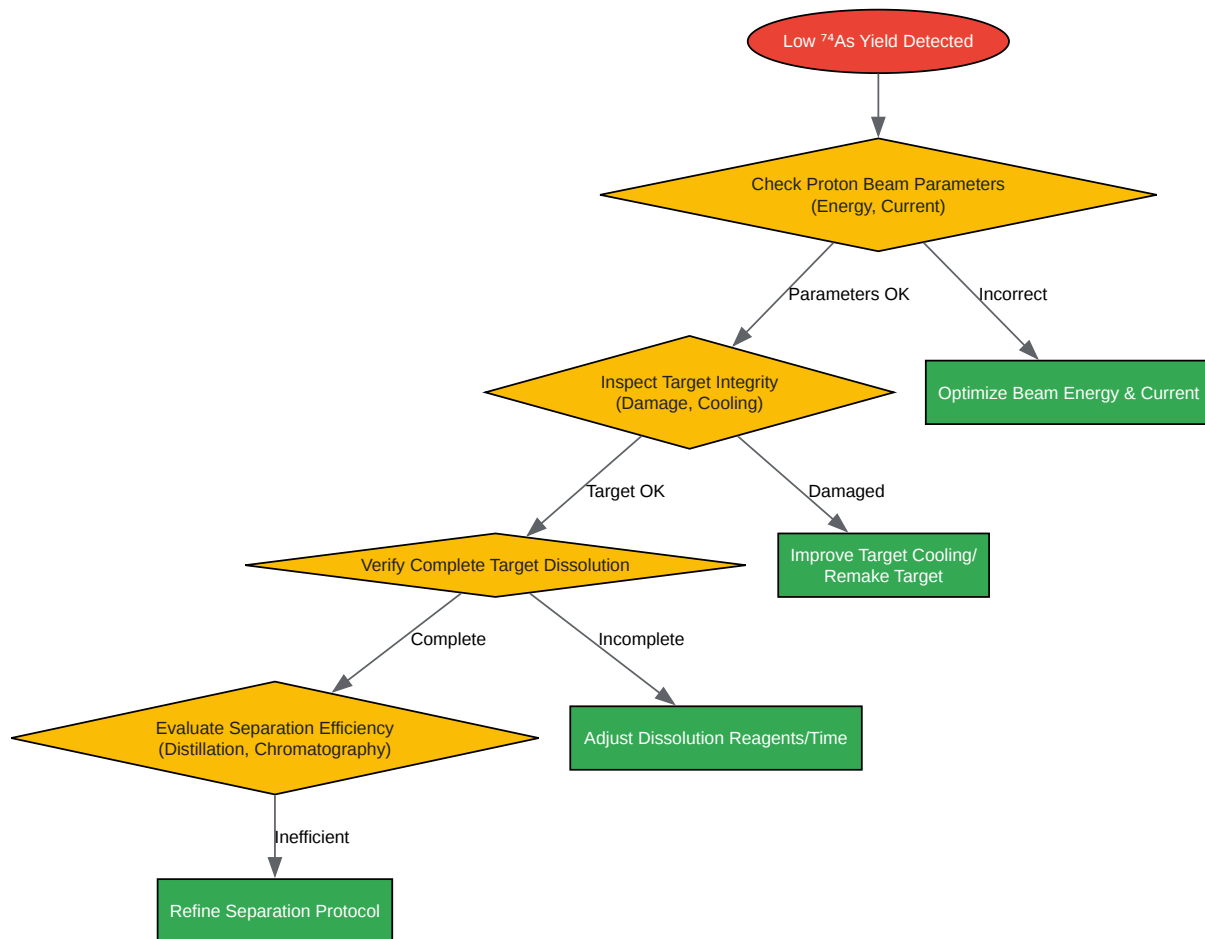 Low ⁷⁴As Yield Detected
Check Proton Beam Parameters
(Energy, Current)
Parameters OK
Incorrect
Inspect Target Integrity
(Damage, Cooling)
Optimize Beam Energy & Current
Target OK
Damaged
Verify Complete Target Dissolution
Improve Target Cooling/
Remake Target
Complete
Incomplete
Evaluate Separation Efficiency
(Distillation, Chromatography)
Adjust Dissolution Reagents/Time
Inefficient
Refine Separation Protocol